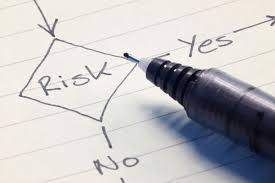 Risk
Yes
No